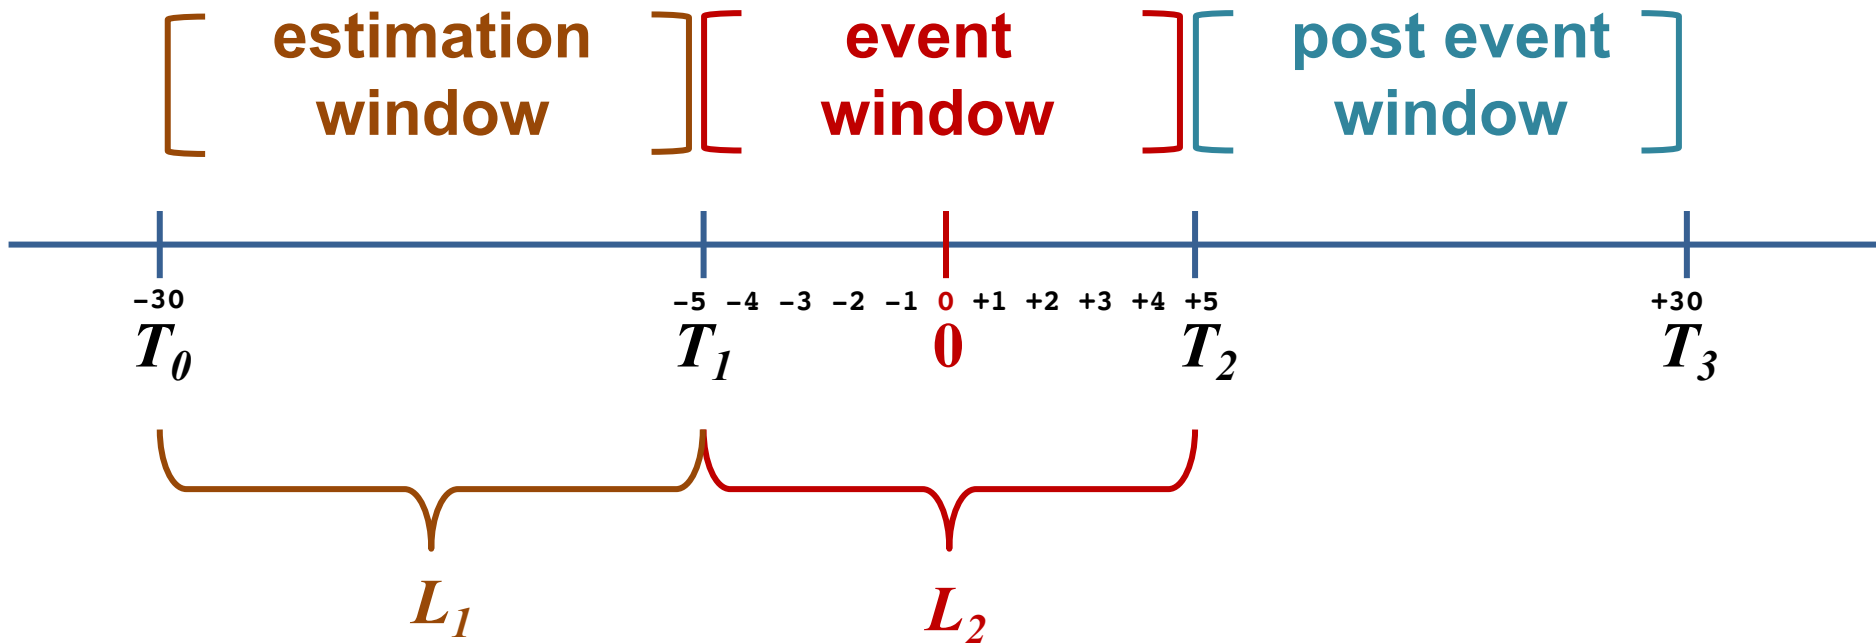 estimation window
event window
post event window
−30 −5 −4 −3 −2 −1 0 +1 +2 +3 +4 +5 +30
T0 T1 0 T2 T3
L1 L2